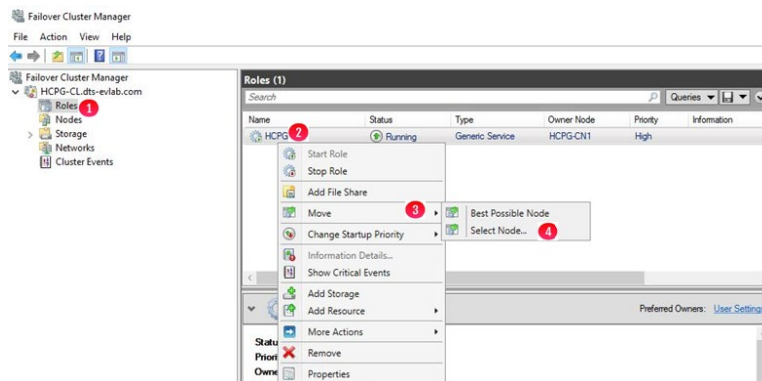 Failover Cluster Manager
File Action View Help
Failover Cluster Manager
HCPG-CL.dts-evlab.com
Roles 1
Nodes
Storage
Networks
Cluster Events
Roles (1)
Search
Queries
Name Status Type Owner Node Priority Information
HCPG 2 Running Generic Service HCPG-CN1 High
Start Role
Stop Role
Add File Share
Move 3
Best Possible Node
Change Startup Priority
Select Node... 4
Information Details...
Show Critical Events
Add Storage
Add Resource
Preferred Owners: User Setting
More Actions
Statu
Remove
Priori
Properties
Owne